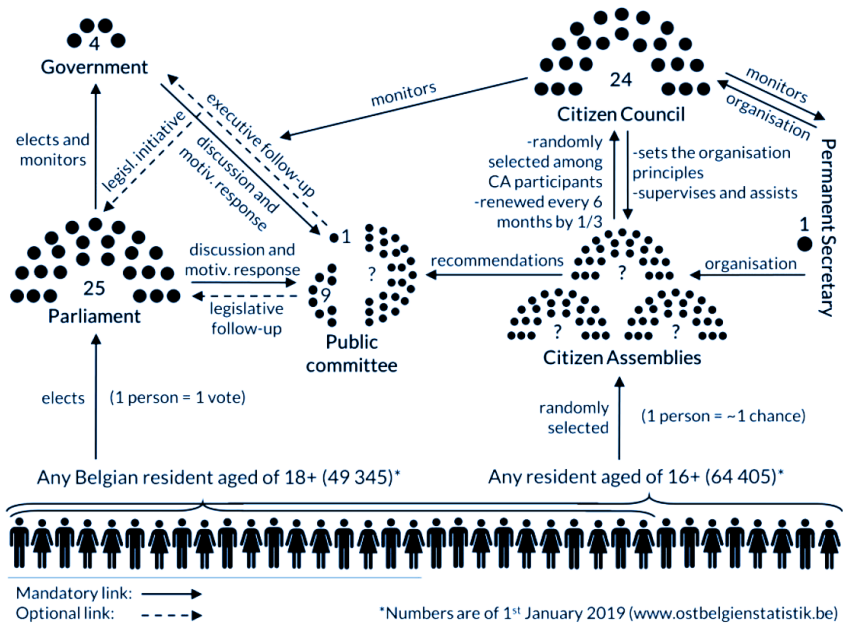 4
Government
24
Citizen Council
monitors
monitors
organisation
executive follow-up
legisl. initiative
discussion and
motiv. response
elects and
monitors
-randomly
selected among
CA participants
-renewed every 6
months by 1/3
-sets the organisation
principles
-supervises and assists
Permanent Secretary
1
25
Parliament
discussion and
motiv. response
legislative
follow-up
1
?
9
Public
committee
recommendations
?
?
?
Citizen Assemblies
organisation
elects
(1 person = 1 vote)
randomly
selected
(1 person = ~1 chance)
Any Belgian resident aged of 18+ (49 345)*
Any resident aged of 16+ (64 405)*
Mandatory link:
Optional link:
*Numbers are of 1st January 2019 (www.ostbelgienstatistik.be)